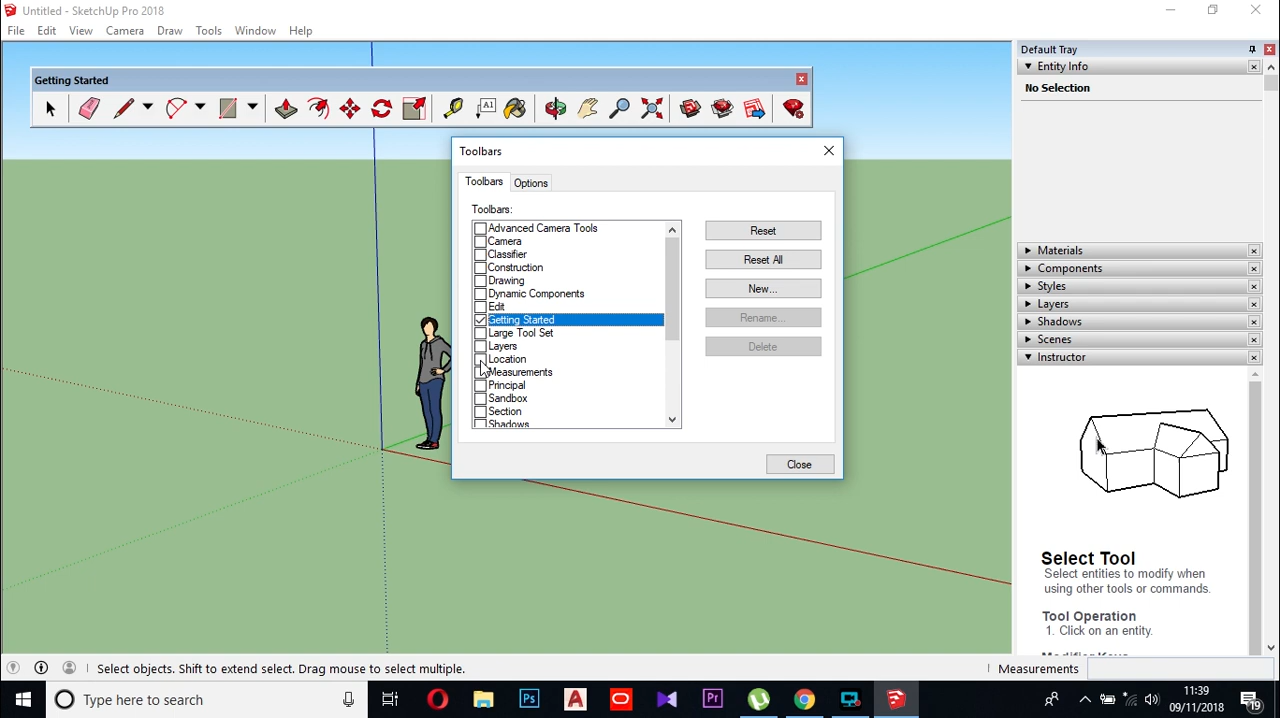 Untitled - SketchUp Pro 2018
File Edit View Camera Draw Tools Window Help
Getting Started
A1
Toolbars
Toolbars Options
Toolbars:
Advanced Camera Tools
Camera
Classifier
Construction
Drawing
Dynamic Components
Edit
Getting Started
Large Tool Set
Layers
Location
Measurements
Principal
Sandbox
Section
Shadows
Reset
Reset All
New...
Rename...
Delete
Close
Default Tray
Entity Info
No Selection
Materials
Components
Styles
Layers
Shadows
Scenes
Instructor
Select Tool
Select entities to modify when
using other tools or commands.
Tool Operation
1. Click on an entity.
Modifier Keys
Select objects. Shift to extend select. Drag mouse to select multiple.
Measurements
Type here to search
Ps
A
Pr
11:39
09/11/2018
19